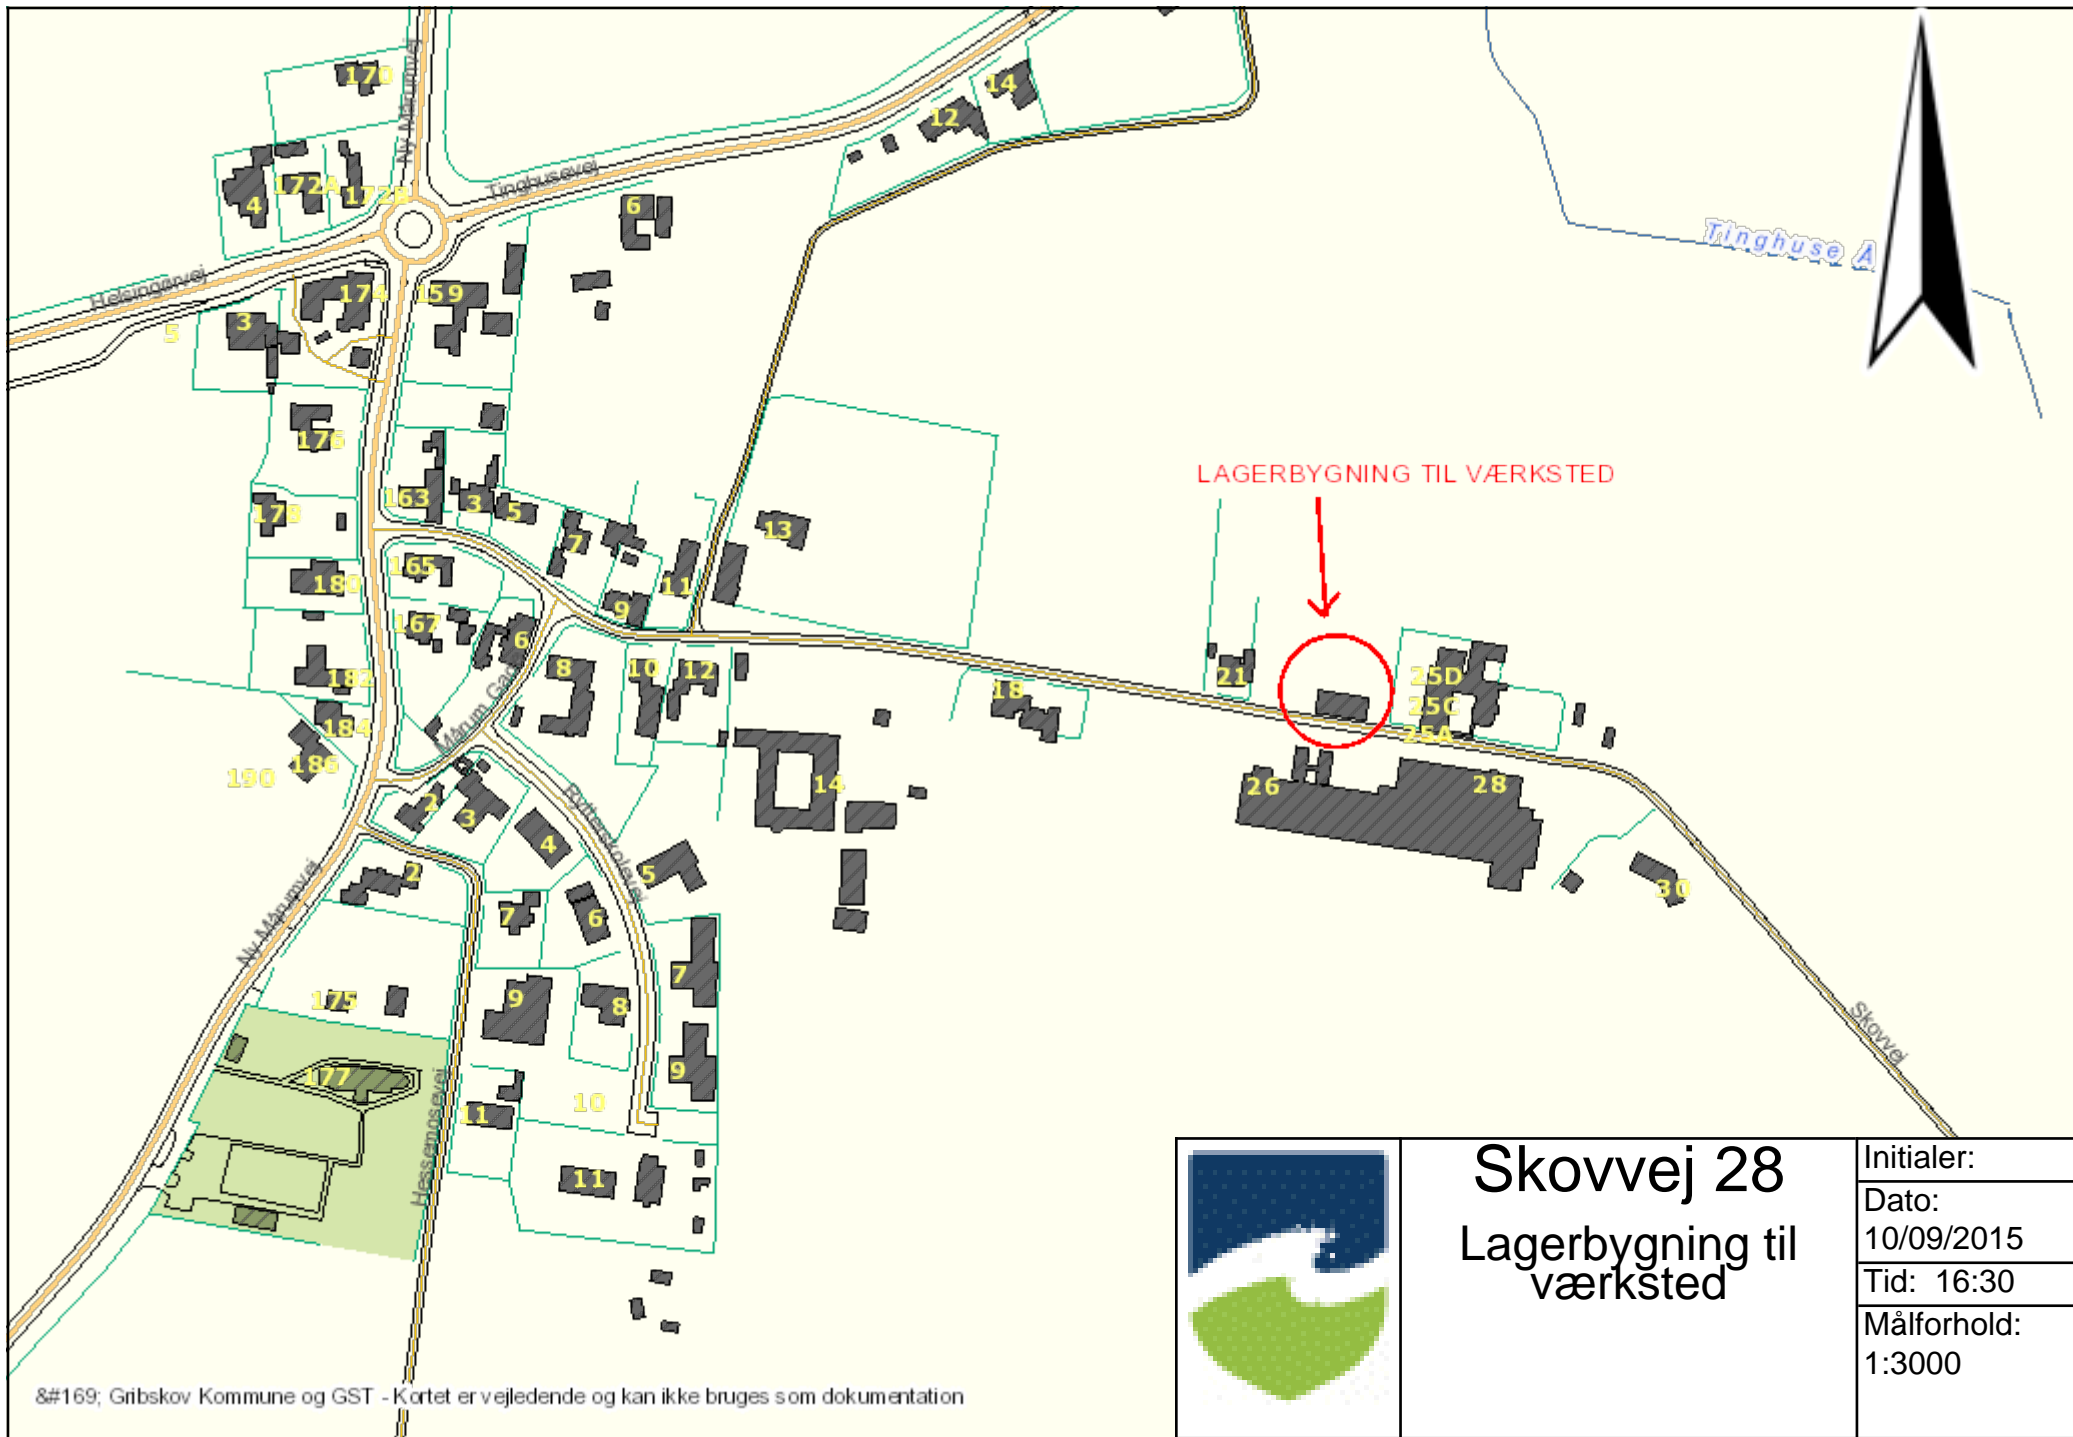 170
Ny Mårumvej
14
12
172A
172B
4
Tinghusevej
6
Tinghuse A
Helsingørvej
174
159
3
5
176
LAGERBYGNING TIL VÆRKSTED
163
3
5
178
13
7
165
180
11
9
167
6
8
10
12
21
182
18
25D
25C
25A
184
Mårum Gade
186
190
14
26
28
2
3
4
Rytterskolevej
2
5
30
7
6
Ny Mårumvej
7
175
9
8
Skovvej
177
9
10
11
Hessemosevej
11
Skovvej 28
Lagerbygning til
værksted
Initialer:
Dato:
10/09/2015
Tid: 16:30
Målforhold:
1:3000
&#169; Gribskov Kommune og GST - Kortet er vejledende og kan ikke bruges som dokumentation